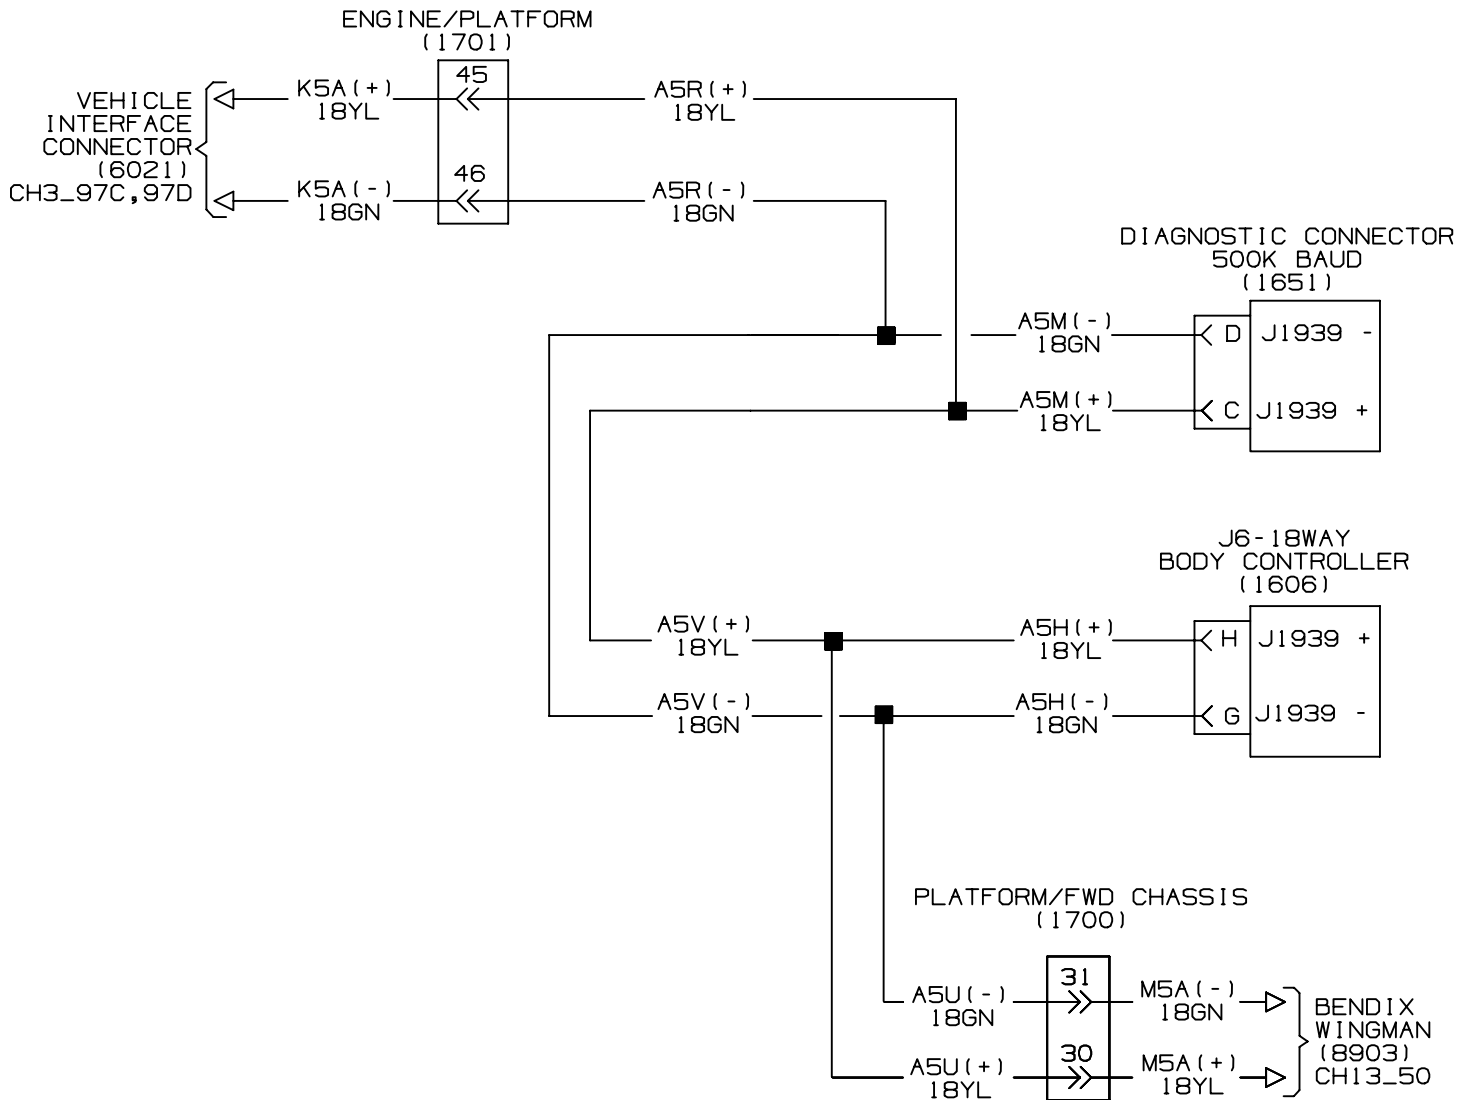 ENGINE/PLATFORM
(1701)
VEHICLE
INTERFACE
CONNECTOR
(6021)
CH3_97C,97D
K5A(+)
18YL
45
A5R(+)
18YL
K5A(-)
18GN
46
A5R(-)
18GN
DIAGNOSTIC CONNECTOR
500K BAUD
(1651)
A5M(-)
18GN
D J1939 -
A5M(+)
18YL
C J1939 +
J6-18WAY
BODY CONTROLLER
(1606)
A5V(+)
18YL
A5H(+)
18YL
H J1939 +
A5V(-)
18GN
A5H(-)
18GN
G J1939 -
PLATFORM/FWD CHASSIS
(1700)
A5U(-)
18GN
31
M5A(-)
18GN
A5U(+)
18YL
30
M5A(+)
18YL
BENDIX
WINGMAN
(8903)
CH13_50